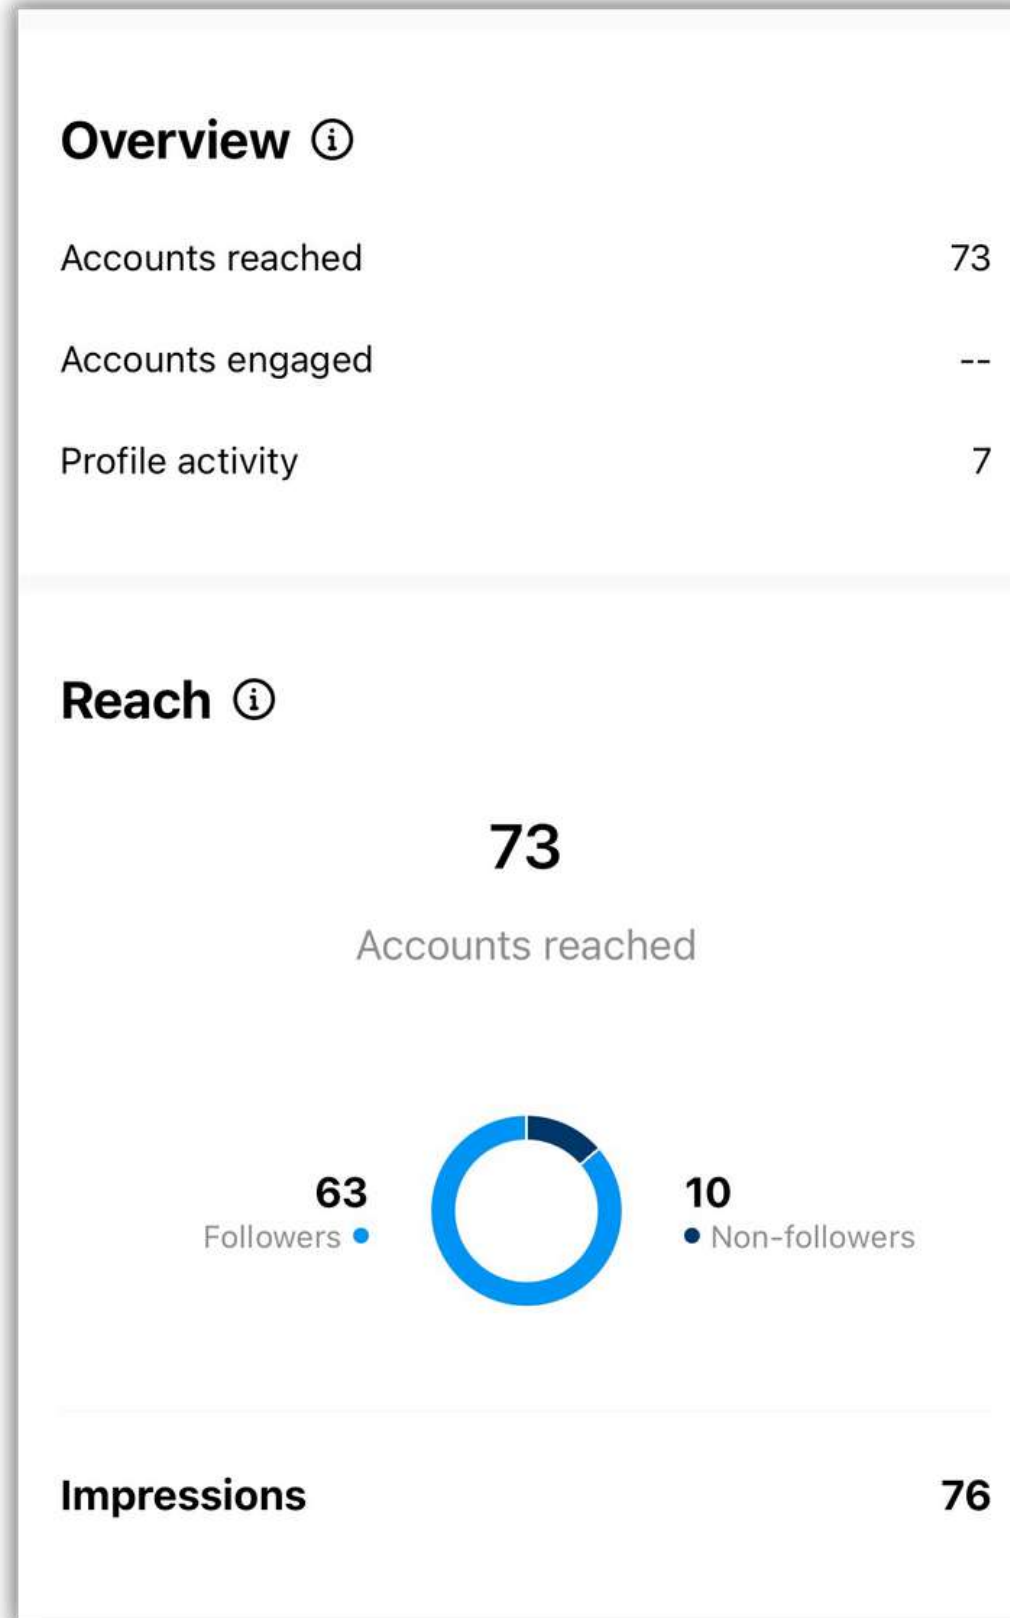 Overview
Accounts reached 73
Accounts engaged --
Profile activity 7
Reach
73
Accounts reached
63 10
Followers Non-followers
Impressions 76